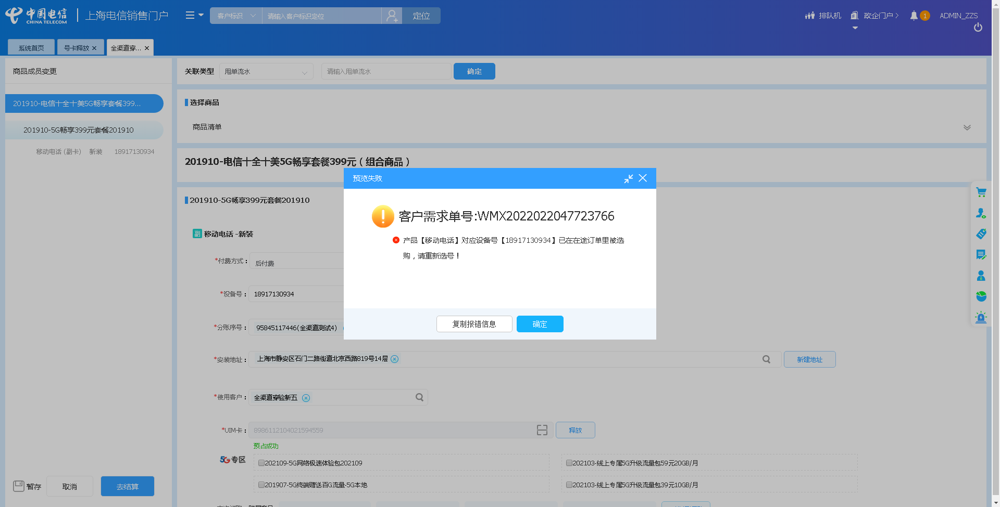 中国电信
CHINA TELECOM
上海电信销售门户
客户标识
请输入客户标识定位
定位
排队机
政企门户
1
ADMIN_ZZS
系统首页
号卡释放
全渠道穿...
商品成员变更
201910-电信十全十美5G畅享套餐399...
201910-5G畅享399元套餐201910
移动电话 (副卡) 新装 18917130934
关联类型
甩单流水
请输入甩单流水
确定
选择商品
商品清单
201910-电信十全十美5G畅享套餐399元 ( 组合商品 )
预览失败
客户需求单号:WMX2022022047723766
产品【移动电话】对应设备号【18917130934】已在在途订单里被选
购，请重新选号！
复制报错信息
确定
201910-5G畅享399元套餐201910
副 移动电话 -新装
*付费方式：
后付费
*设备号：
18917130934
*分账序号：
95845117446(全渠道测试4)
*安装地址：
上海市静安区石门二路街道北京西路819号14层
新建地址
*使用客户：
全渠道穿验新五
*UIM卡：
8986112104021594559
释放
预占成功
5G 专区
202109-5G网络极速体验包202109
202103-线上专属5G升级流量包59元20GB/月
201907-5G终端赠送百G流量-5G本地
202103-线上专属5G升级流量包39元10GB/月
暂存
取消
去结算